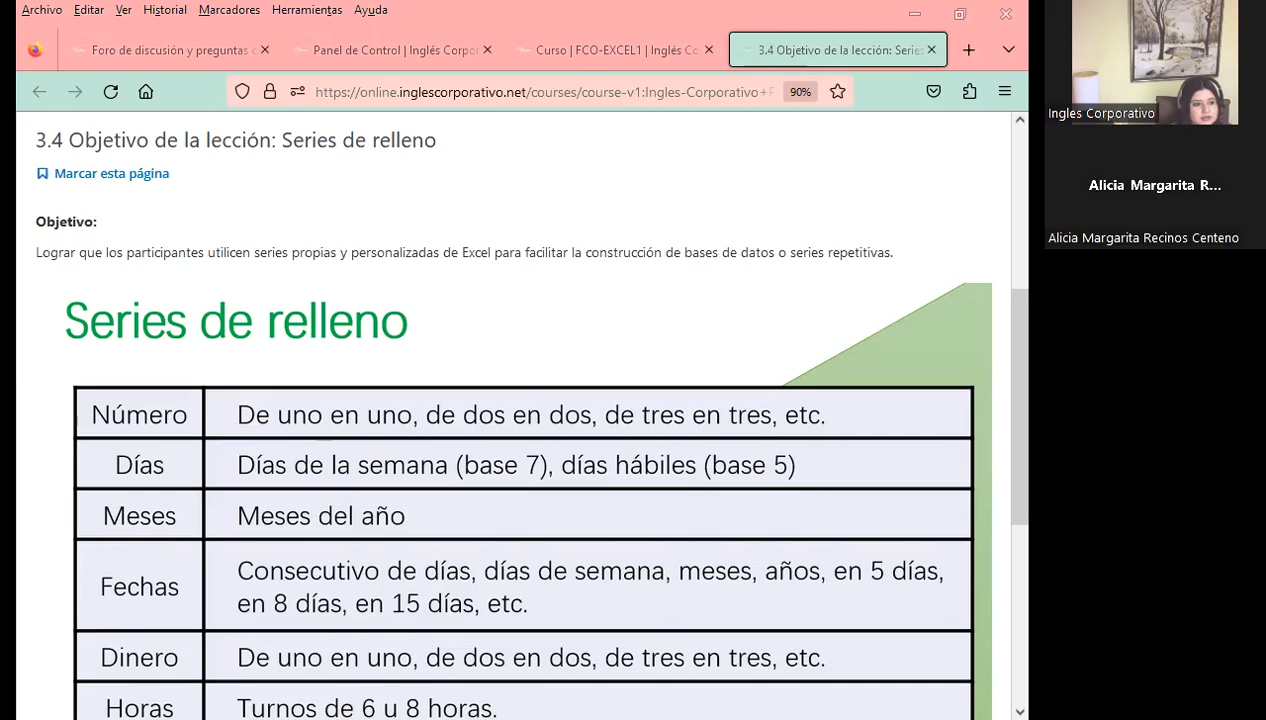 Archivo Editar Ver Historial Marcadores Herramientas Ayuda
Foro de discusión y preguntas
Panel de Control | Inglés Corpor
Curso | FCO-EXCEL1 | Inglés Co
3.4 Objetivo de la lección: Series
https://online.inglescorporativo.net/courses/course-v1:Ingles-Corporativo+
90%
3.4 Objetivo de la lección: Series de relleno
Marcar esta página
Objetivo:
Lograr que los participantes utilicen series propias y personalizadas de Excel para facilitar la construcción de bases de datos o series repetitivas.
Series de relleno
Número De uno en uno, de dos en dos, de tres en tres, etc.
Días Días de la semana (base 7), días hábiles (base 5)
Meses Meses del año
Fechas Consecutivo de días, días de semana, meses, años, en 5 días,
en 8 días, en 15 días, etc.
Dinero De uno en uno, de dos en dos, de tres en tres, etc.
Horas Turnos de 6 u 8 horas.
Ingles Corporativo
Alicia Margarita R...
Alicia Margarita Recinos Centeno